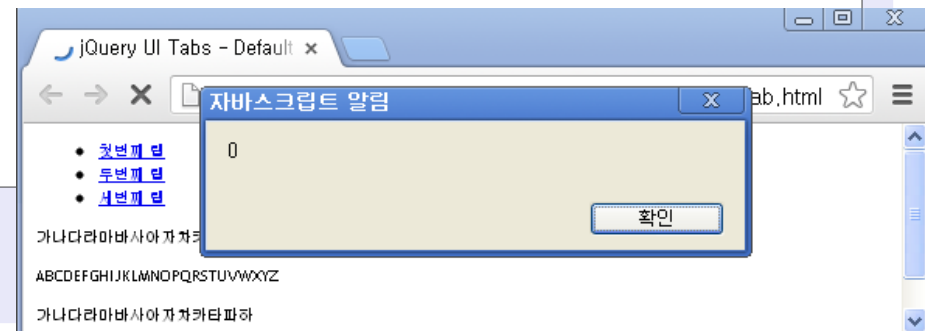 jQuery UI Tabs - Default
ab.html
자바스크립트 알림
0
확인
첫번째 탭
두번째 탭
세번째 탭
가나다라마바사아자차카
ABCDEFGHIJKLMNOPQRSTUVWXYZ
가나다라마바사아자차카타파하